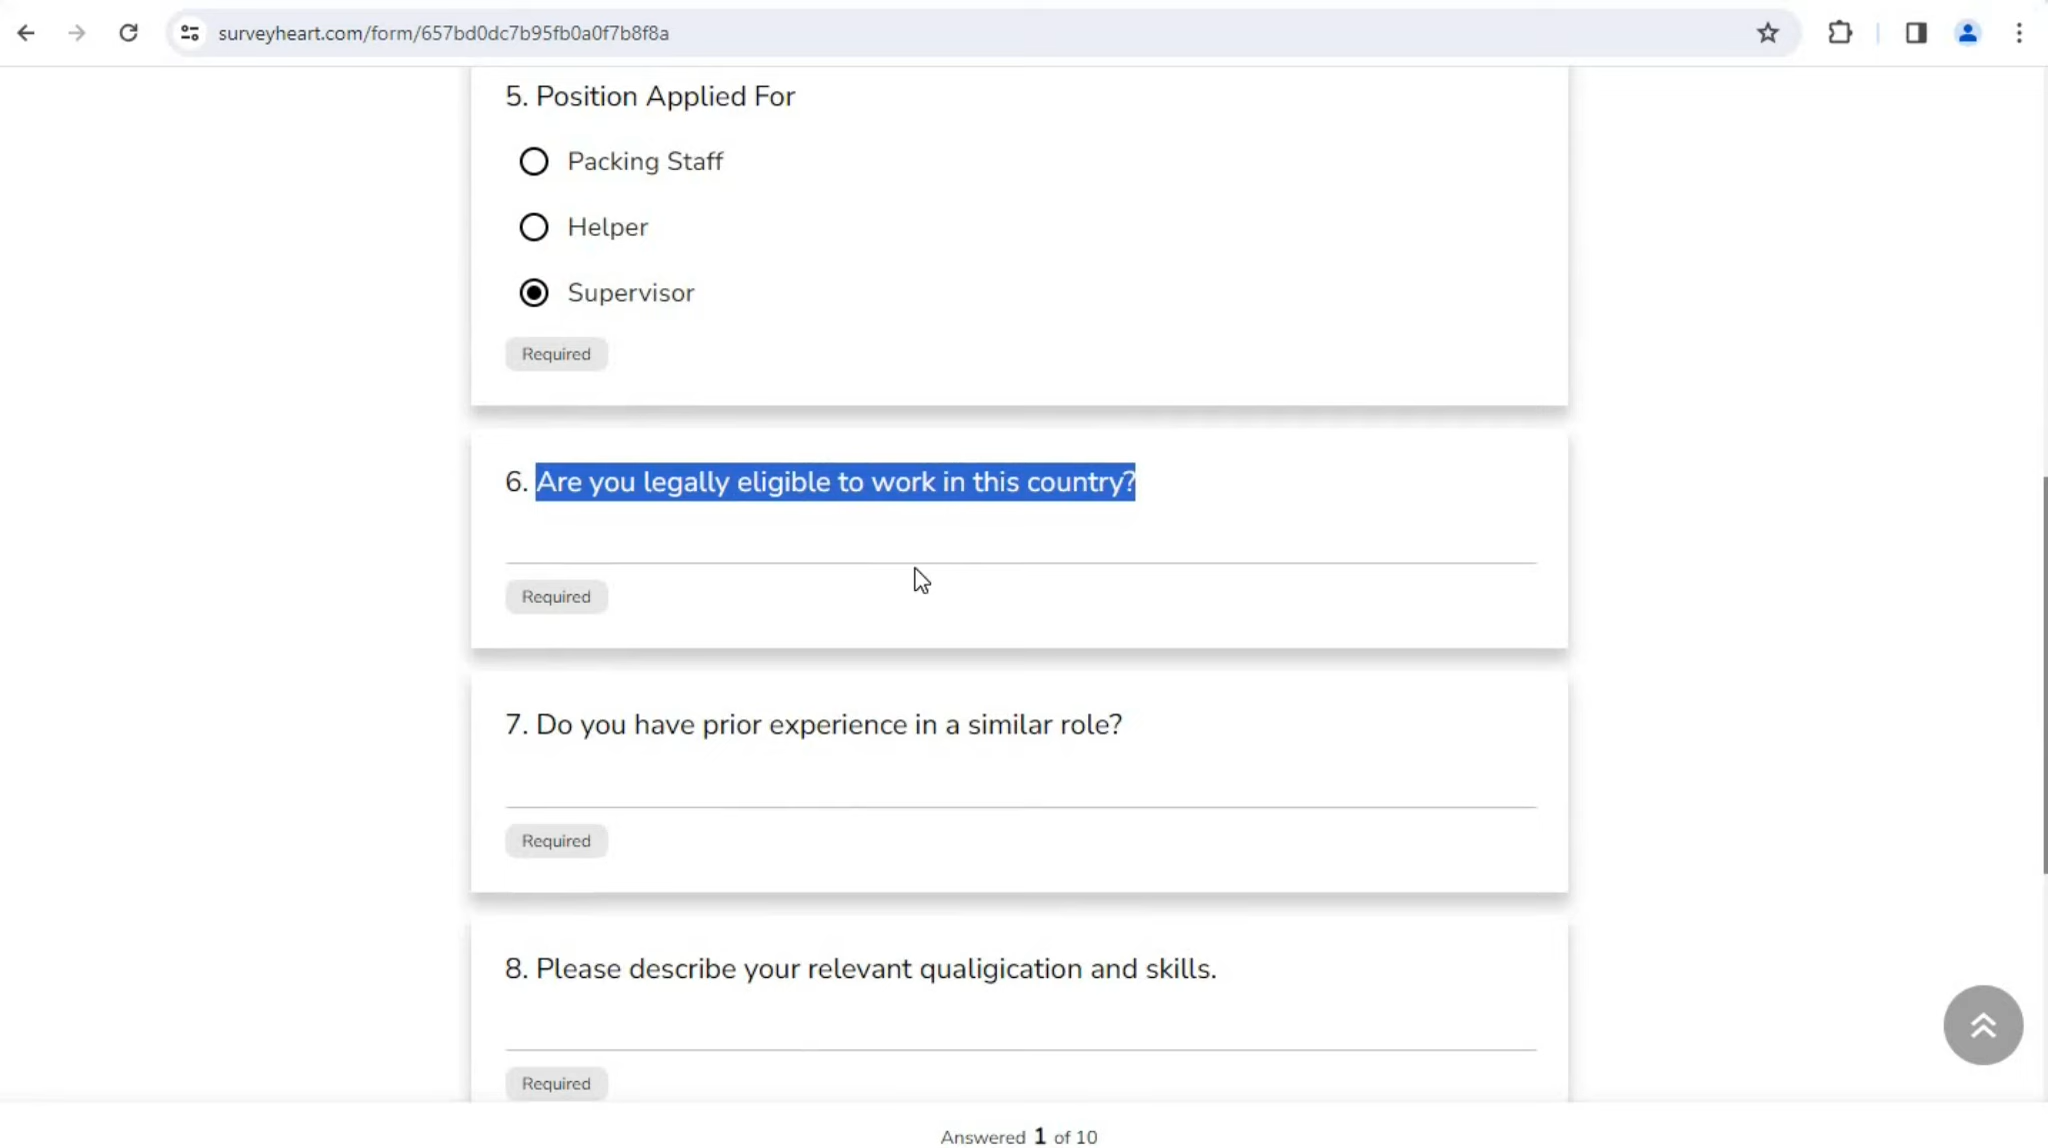 surveyheart.com/form/657bd0dc7b95fb0a0f7b8f8a
5. Position Applied For
Packing Staff
Helper
Supervisor
Required
6. Are you legally eligible to work in this country?
Required
7. Do you have prior experience in a similar role?
Required
8. Please describe your relevant qualigication and skills.
Required
Answered 1 of 10